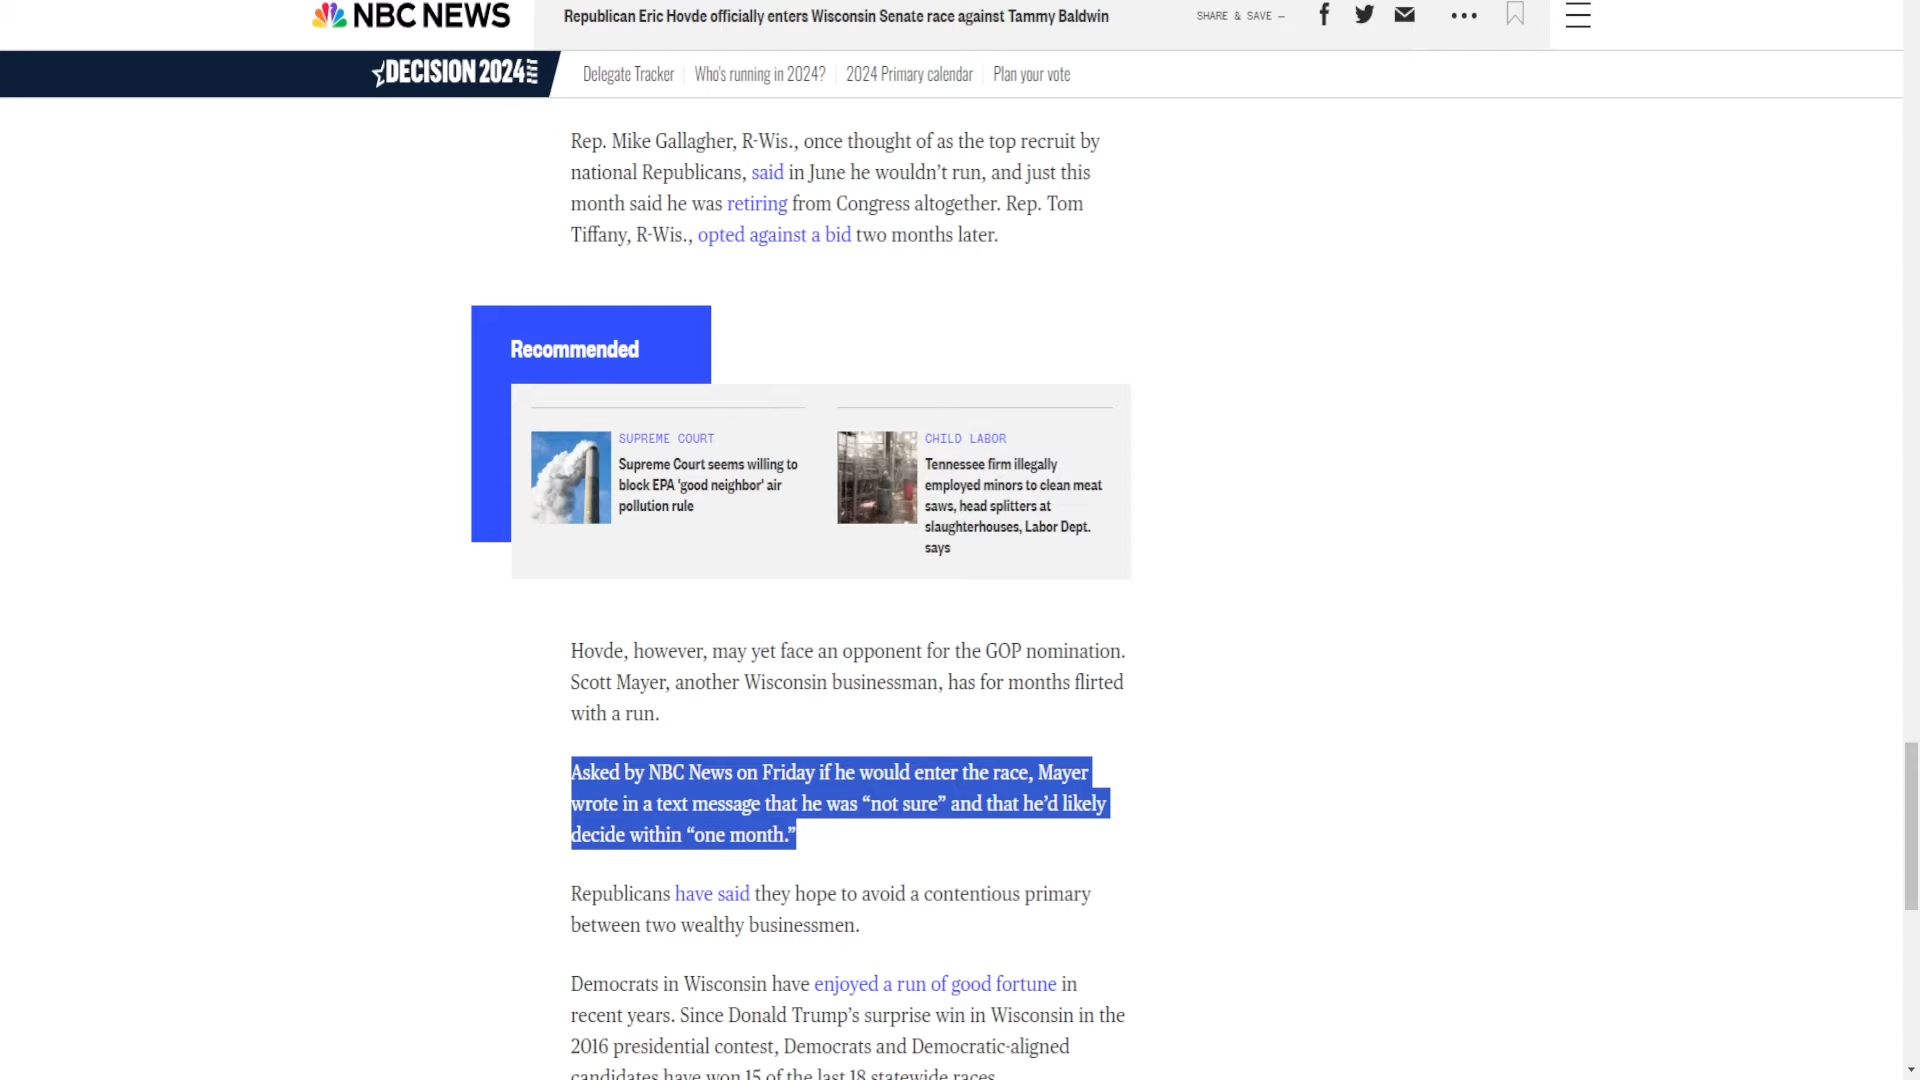 NBC NEWS
Republican Eric Hovde officially enters Wisconsin Senate race against Tammy Baldwin
SHARE & SAVE —
DECISION 2024
Delegate Tracker
Who's running in 2024?
2024 Primary calendar
Plan your vote
Rep. Mike Gallagher, R-Wis., once thought of as the top recruit by
national Republicans, said in June he wouldn’t run, and just this
month said he was retiring from Congress altogether. Rep. Tom
Tiffany, R-Wis., opted against a bid two months later.
Recommended
SUPREME COURT
Supreme Court seems willing to
block EPA 'good neighbor' air
pollution rule
CHILD LABOR
Tennessee firm illegally
employed minors to clean meat
saws, head splitters at
slaughterhouses, Labor Dept.
says
Hovde, however, may yet face an opponent for the GOP nomination.
Scott Mayer, another Wisconsin businessman, has for months flirted
with a run.
Asked by NBC News on Friday if he would enter the race, Mayer
wrote in a text message that he was “not sure” and that he’d likely
decide within “one month.”
Republicans have said they hope to avoid a contentious primary
between two wealthy businessmen.
Democrats in Wisconsin have enjoyed a run of good fortune in
recent years. Since Donald Trump’s surprise win in Wisconsin in the
2016 presidential contest, Democrats and Democratic-aligned
candidates have won 15 of the last 18 statewide races.